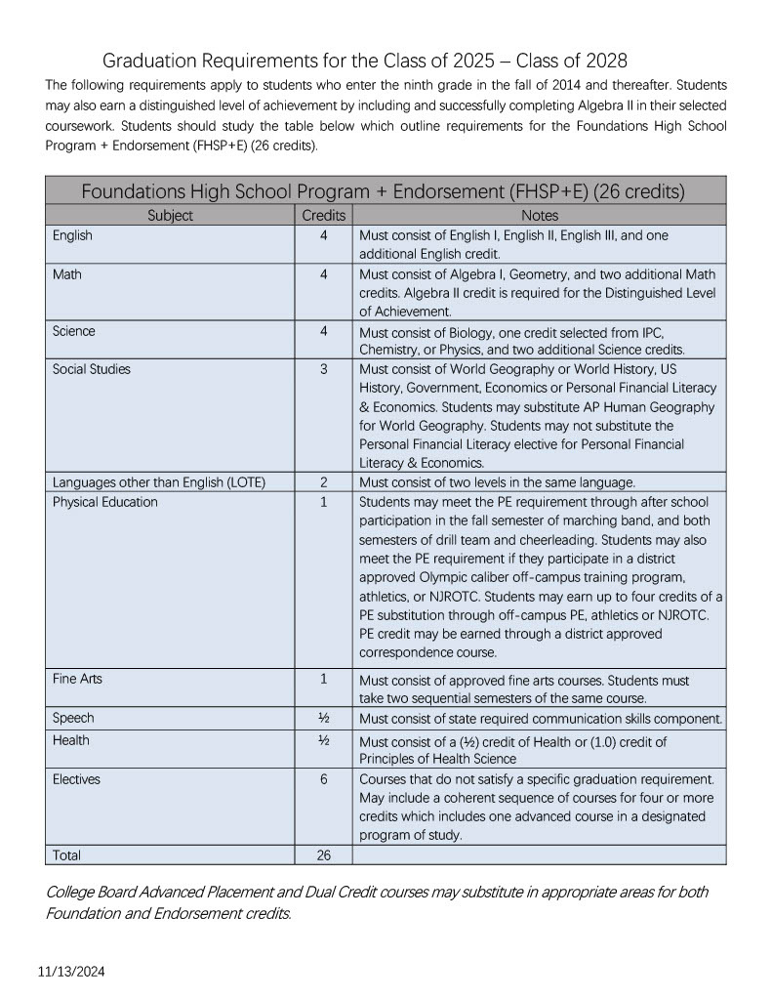 Graduation Requirements for the Class of 2025 – Class of 2028
The following requirements apply to students who enter the ninth grade in the fall of 2014 and thereafter. Students
may also earn a distinguished level of achievement by including and successfully completing Algebra II in their selected
coursework. Students should study the table below which outline requirements for the Foundations High School
Program + Endorsement (FHSP+E) (26 credits).
Foundations High School Program + Endorsement (FHSP+E) (26 credits)
Subject Credits Notes
English 4 Must consist of English I, English II, English III, and one
additional English credit.
Math 4 Must consist of Algebra I, Geometry, and two additional Math
credits. Algebra II credit is required for the Distinguished Level
of Achievement.
Science 4 Must consist of Biology, one credit selected from IPC,
Chemistry, or Physics, and two additional Science credits.
Social Studies 3 Must consist of World Geography or World History, US
History, Government, Economics or Personal Financial Literacy
& Economics. Students may substitute AP Human Geography
for World Geography. Students may not substitute the
Personal Financial Literacy elective for Personal Financial
Literacy & Economics.
Languages other than English (LOTE) 2 Must consist of two levels in the same language.
Physical Education 1 Students may meet the PE requirement through after school
participation in the fall semester of marching band, and both
semesters of drill team and cheerleading. Students may also
meet the PE requirement if they participate in a district
approved Olympic caliber off-campus training program,
athletics, or NJROTC. Students may earn up to four credits of a
PE substitution through off-campus PE, athletics or NJROTC.
PE credit may be earned through a district approved
correspondence course.
Fine Arts 1 Must consist of approved fine arts courses. Students must
take two sequential semesters of the same course.
Speech ½ Must consist of state required communication skills component.
Health ½ Must consist of a (½) credit of Health or (1.0) credit of
Principles of Health Science
Electives 6 Courses that do not satisfy a specific graduation requirement.
May include a coherent sequence of courses for four or more
credits which includes one advanced course in a designated
program of study.
Total 26
College Board Advanced Placement and Dual Credit courses may substitute in appropriate areas for both
Foundation and Endorsement credits.
11/13/2024